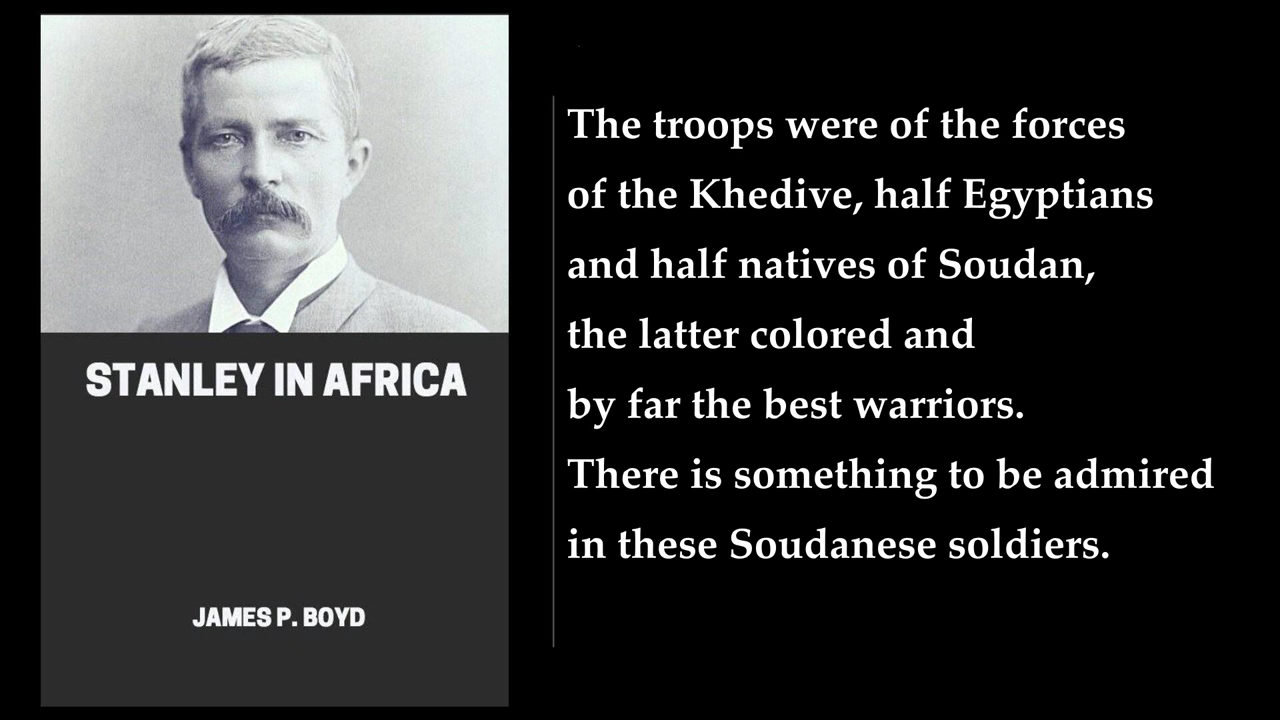 STANLEY IN AFRICA
JAMES P. BOYD
The troops were of the forces
of the Khedive, half Egyptians
and half natives of Soudan,
the latter colored and
by far the best warriors.
There is something to be admired
in these Soudanese soldiers.